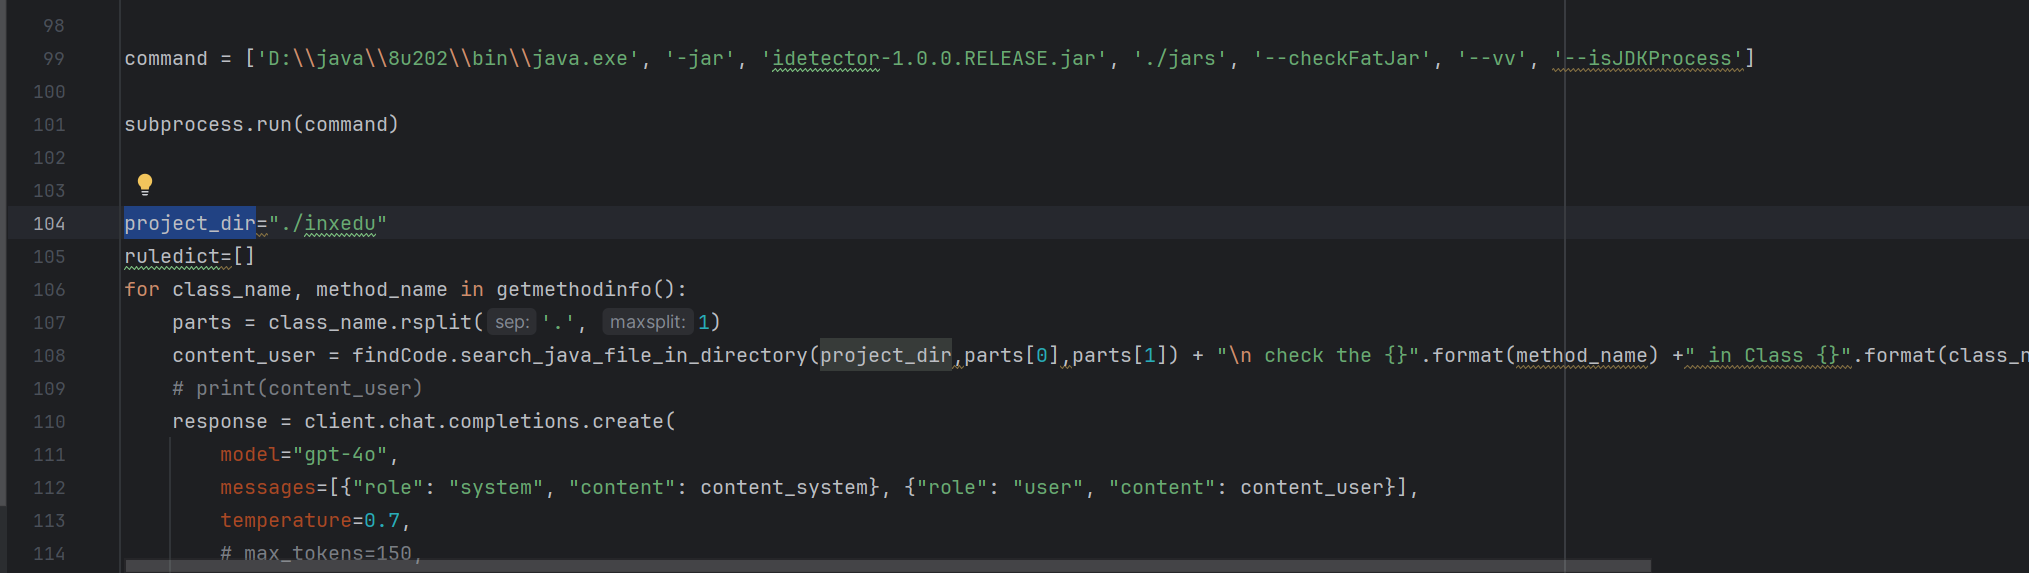 98
99 command = ['D:\\java\\8u202\\bin\\java.exe', '-jar', 'idetector-1.0.0.RELEASE.jar', './jars', '--checkFatJar', '--vv', '--isJDKProcess']
100
101 subprocess.run(command)
102
103
104 project_dir="./inxedu"
105 ruledict=[]
106 for class_name, method_name in getmethodinfo():
107 parts = class_name.rsplit( sep: '.', maxsplit: 1)
108 content_user = findCode.search_java_file_in_directory(project_dir,parts[0],parts[1]) + "\n check the {}".format(method_name) +" in Class {}".format(class_n
109 # print(content_user)
110 response = client.chat.completions.create(
111 model="gpt-4o",
112 messages=[{"role": "system", "content": content_system}, {"role": "user", "content": content_user}],
113 temperature=0.7,
114 # max_tokens=150,